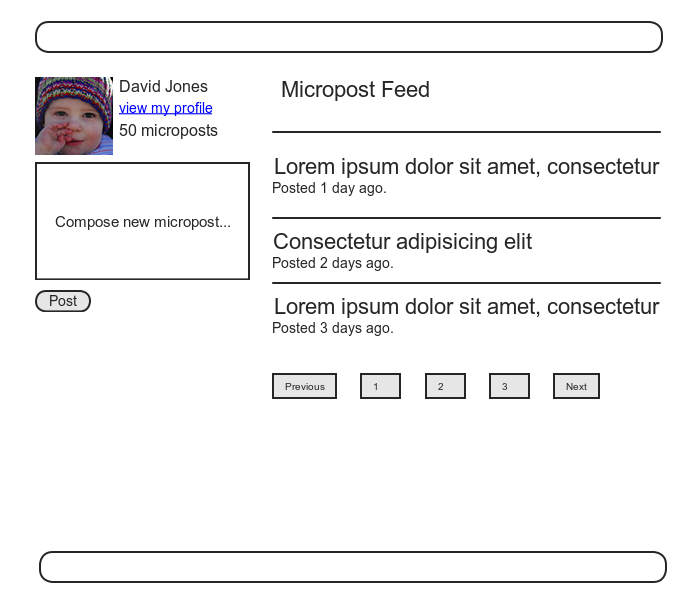 David Jones
view my profile
50 microposts
Compose new micropost...
Post
Micropost Feed
Lorem ipsum dolor sit amet, consectetur
Posted 1 day ago.
Consectetur adipisicing elit
Posted 2 days ago.
Lorem ipsum dolor sit amet, consectetur
Posted 3 days ago.
Previous 1 2 3 Next